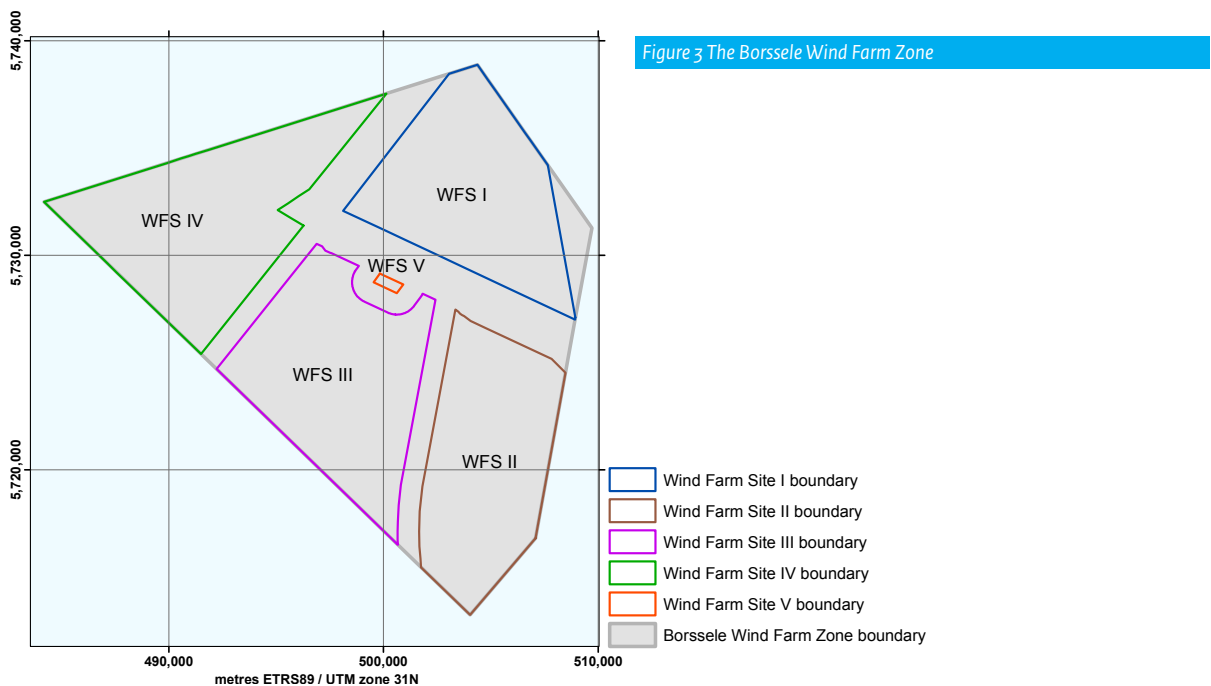 Figure 3 The Borssele Wind Farm Zone
5,740,000
5,730,000
5,720,000
WFS I
WFS IV
WFS V
WFS III
WFS II
490,000
500,000
510,000
metres ETRS89 / UTM zone 31N
Wind Farm Site I boundary
Wind Farm Site II boundary
Wind Farm Site III boundary
Wind Farm Site IV boundary
Wind Farm Site V boundary
Borssele Wind Farm Zone boundary